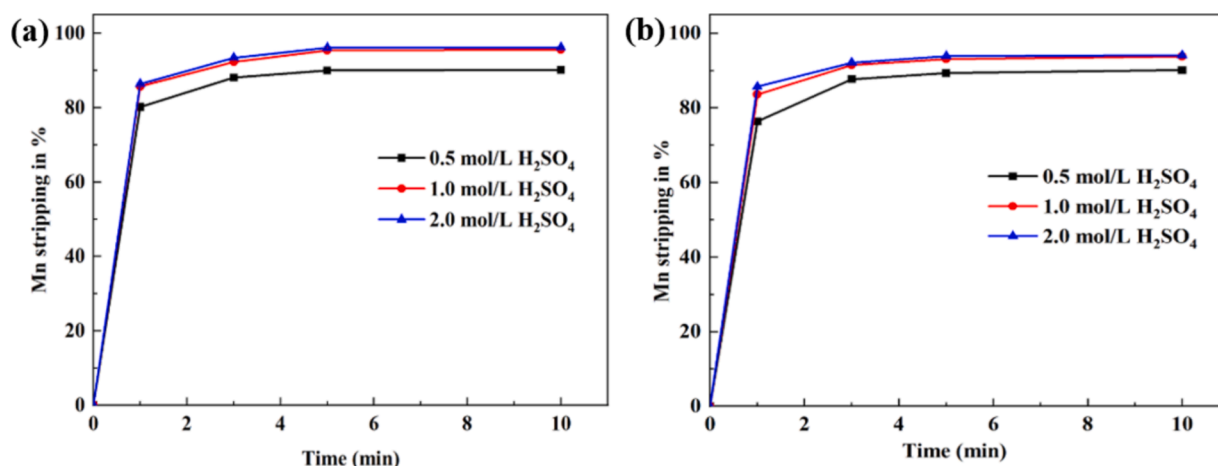 (a)
100
80
60
40
20
0
Mn stripping in %
0.5 mol/L H₂SO₄
1.0 mol/L H₂SO₄
2.0 mol/L H₂SO₄
0 2 4 6 8 10
Time (min)
(b)
100
80
60
40
20
0
Mn stripping in %
0.5 mol/L H₂SO₄
1.0 mol/L H₂SO₄
2.0 mol/L H₂SO₄
0 2 4 6 8 10
Time (min)